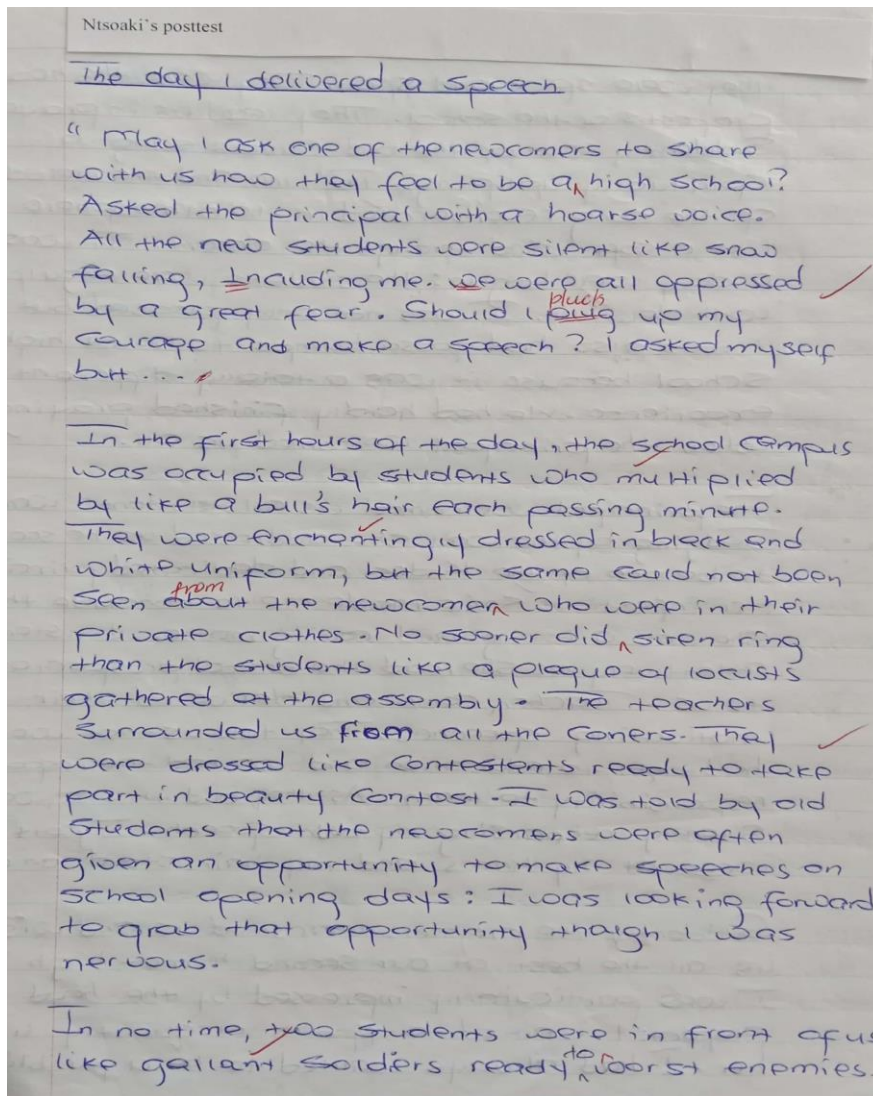 Ntsoaki's posttest
The day I delivered a speech
" May I ask one of the newcomers to share
with us how they feel to be a high school?
Asked the principal with a hoarse voice.
All the new students were silent like snow
falling, Including me. we were all oppressed
pluck
by a great fear. Should I plug up my
courage and make a speech? I asked myself
but ....
In the first hours of the day, the school campus
was occupied by students who multiplied
by like a bull's hair each passing minute.
They were enchantingly dressed in black and
white uniform, but the same could not been
from
seen about the newcomer who were in their
private clothes. No sooner did siren ring
than the students like a plaque of locusts
gathered at the assembly. The teachers
surrounded us from all the coners. They
were dressed like contestants ready to take
part in beauty contest. I was told by old
students that the newcomers were often
given an opportunity to make speeches on
school opening days: I was looking forward
to grab that opportunity thaigh I was
nervous.
In no time, two students were in front of us
to
like gallant solders ready worst enemies.